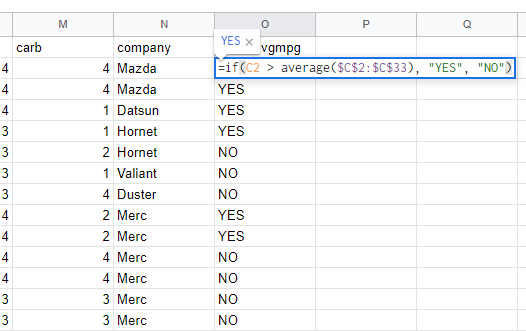 M N O P Q
carb company YES × vgmpg
4 4 Mazda =if(C2 > average($C$2:$C$33), "YES", "NO")
4 4 Mazda YES
4 1 Datsun YES
3 1 Hornet YES
3 2 Hornet NO
3 1 Valiant NO
3 4 Duster NO
4 2 Merc YES
4 2 Merc YES
4 4 Merc NO
4 4 Merc NO
3 3 Merc NO
3 3 Merc NO